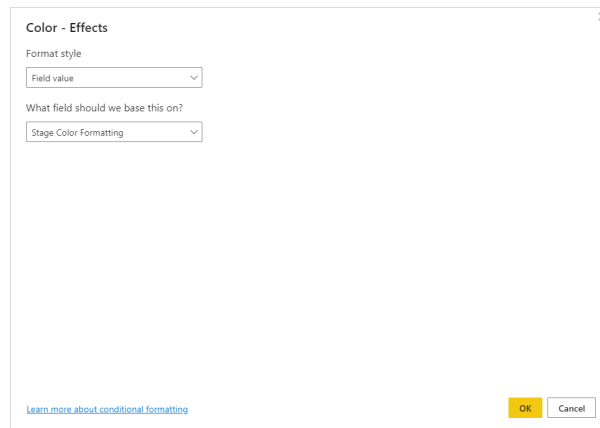 Color - Effects
Format style
Field value
What field should we base this on?
Stage Color Formatting
Learn more about conditional formatting
OK
Cancel